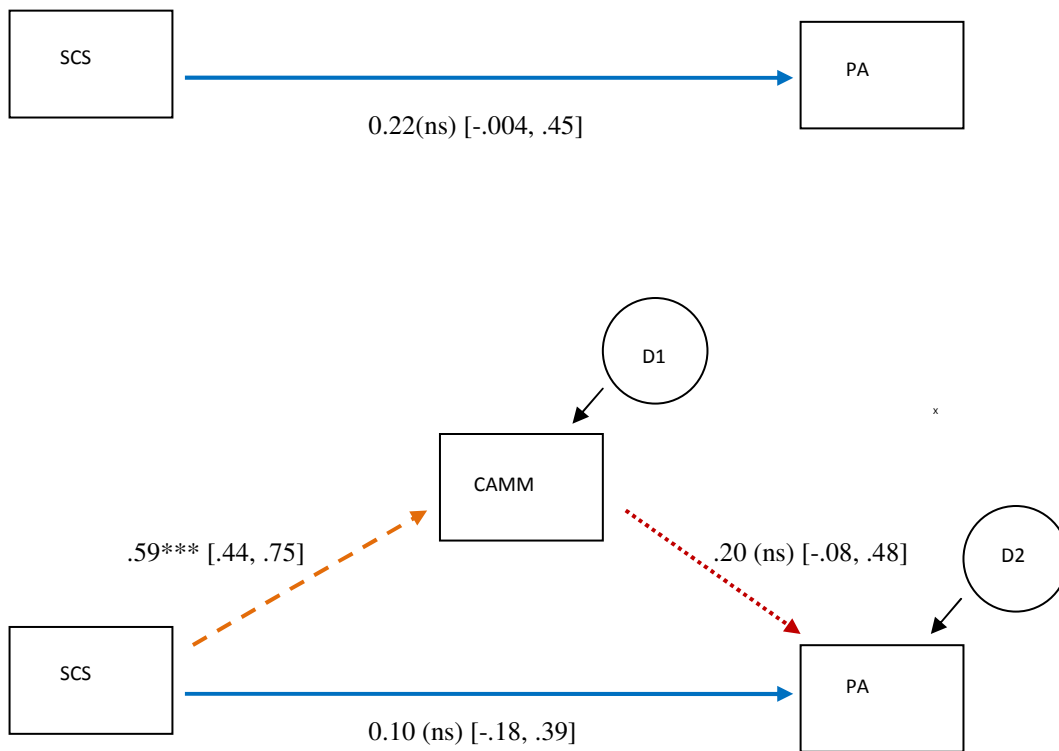 SCS
PA
0.22(ns) [-.004, .45]
D1
x
CAMM
.59*** [.44, .75]
.20 (ns) [-.08, .48]
D2
SCS
PA
0.10 (ns) [-.18, .39]